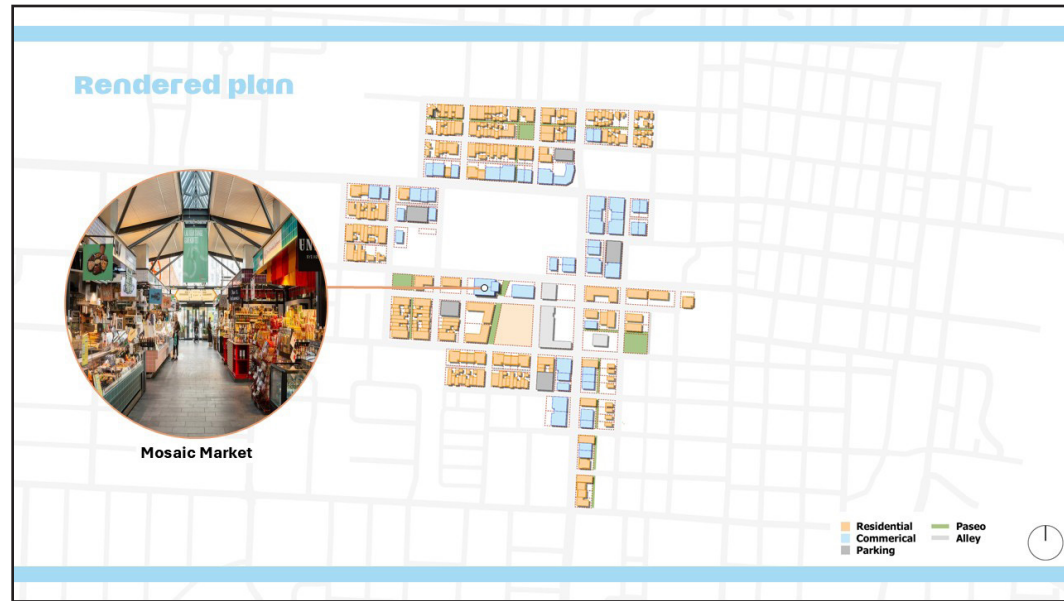 Rendered plan
Mosaic Market
Residential
Commerical
Parking
Paseo
Alley